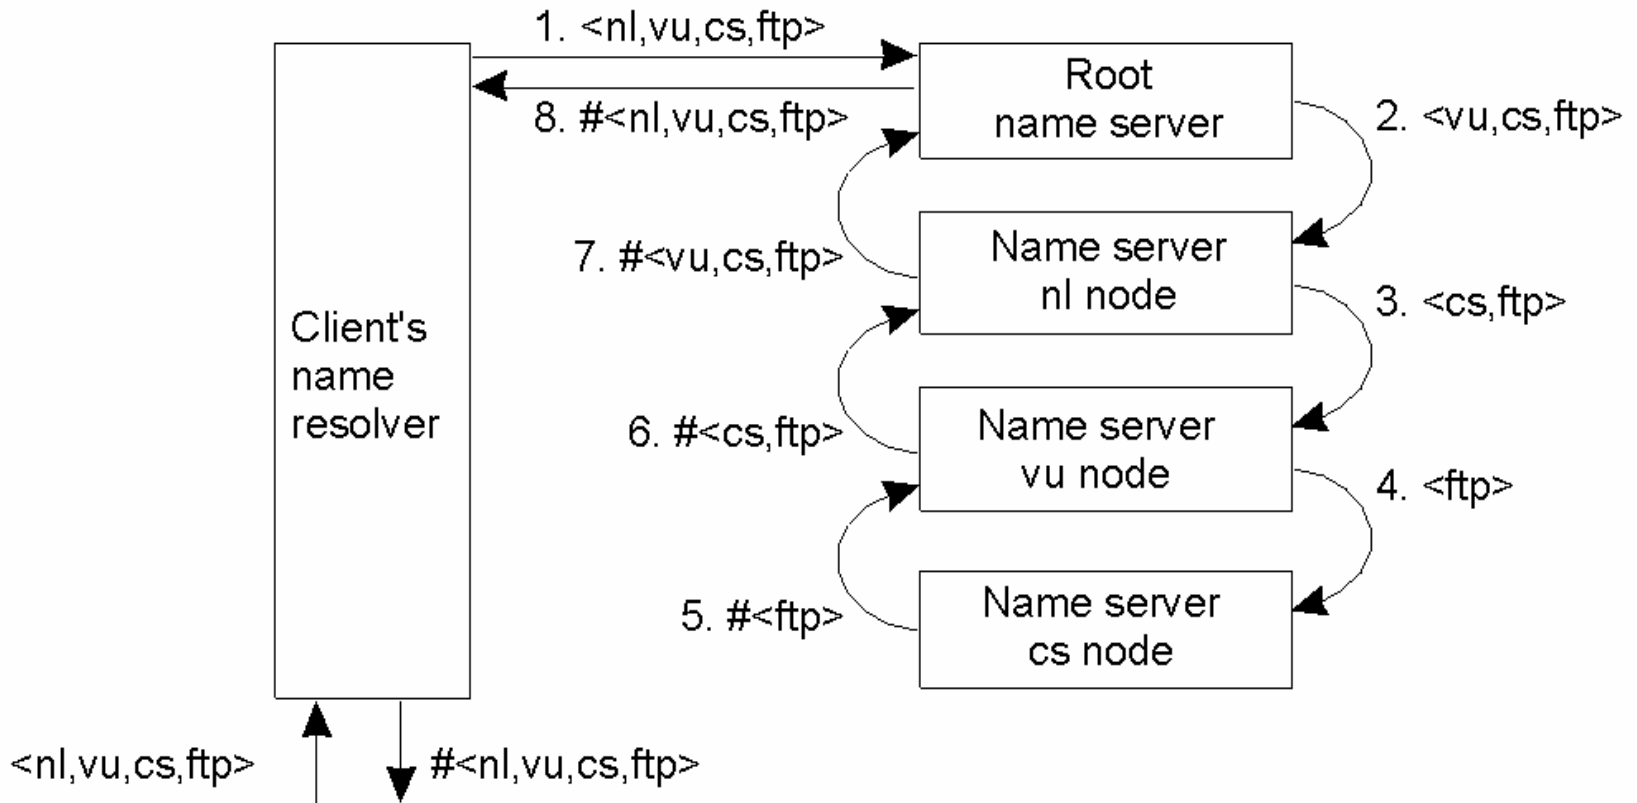 1. <nl,vu,cs,ftp>
Root
name server
8. #<nl,vu,cs,ftp>
2. <vu,cs,ftp>
7. #<vu,cs,ftp>
Name server
nl node
3. <cs,ftp>
Client's
name
resolver
6. #<cs,ftp>
Name server
vu node
4. <ftp>
5. #<ftp>
Name server
cs node
<nl,vu,cs,ftp>
#<nl,vu,cs,ftp>